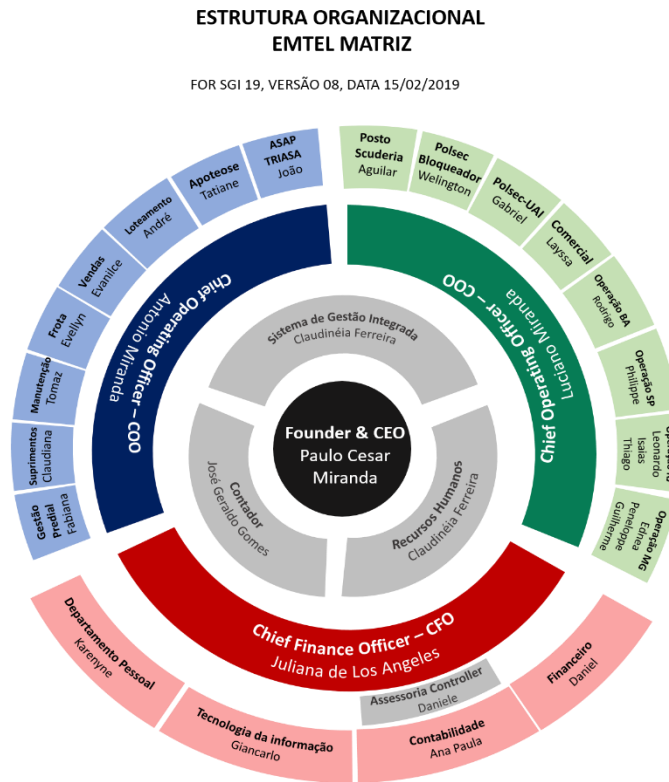 ESTRUTURA ORGANIZACIONAL
EMTEL MATRIZ
FOR SGI 19, VERSÃO 08, DATA 15/02/2019
Founder & CEO
Paulo Cesar
Miranda
Sistema de Gestão Integrada
Claudinéia Ferreira
Recursos Humanos
Claudinéia Ferreira
Contador
José Geraldo Gomes
Chief Operating Officer – COO
Antonio Miranda
Gestão
Predial
Fabiana
Suprimentos
Claudiana
Manutenção
Tomaz
Frota
Evellyn
Vendas
Evanilce
Loteamento
André
Apoteose
Tatiane
ASAP
TRIASA
João
Chief Operating Officer – COO
Luciano Miranda
Posto
Scuderia
Aguilar
Polsec
Bloqueador
Welington
Polsec-UAI
Gabriel
Comercial
Layssa
Operação BA
Rodrigo
Operação SP
Philippe
Leonardo
Isaias
Thiago
Operação MG
Ednea
Peneloppe
Guilherme
Chief Finance Officer – CFO
Juliana de Los Angeles
Assessoria Controller
Daniele
Departamento Pessoal
Karenyne
Tecnologia da informação
Giancarlo
Contabilidade
Ana Paula
Financeiro
Daniel